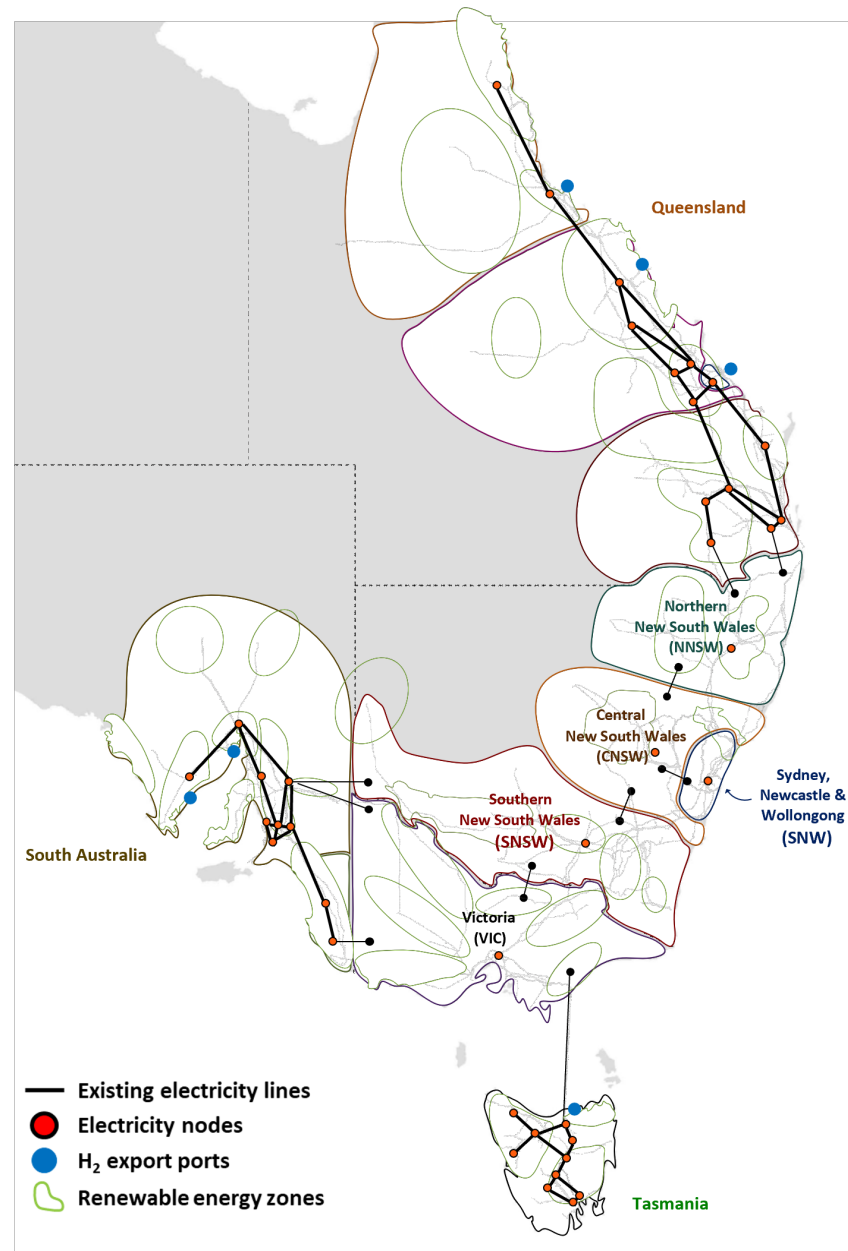 Queensland
Northern
New South Wales
(NNSW)
Central
New South Wales
(CNSW)
Sydney,
Newcastle &
Wollongong
(SNW)
Southern
New South Wales
(SNSW)
South Australia
Victoria
(VIC)
Existing electricity lines
Electricity nodes
H₂ export ports
Renewable energy zones
Tasmania